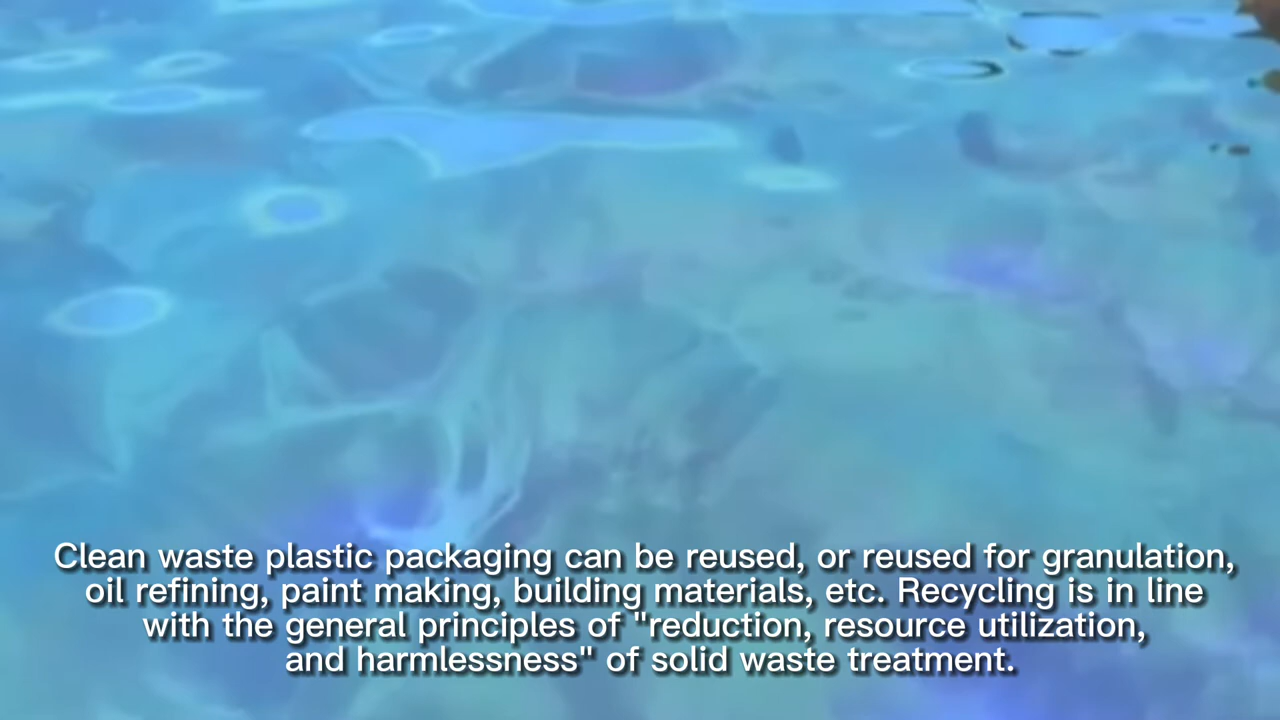 Clean waste plastic packaging can be reused, or reused for granulation,
oil refining, paint making, building materials, etc. Recycling is in line
with the general principles of "reduction, resource utilization,
and harmlessness" of solid waste treatment.